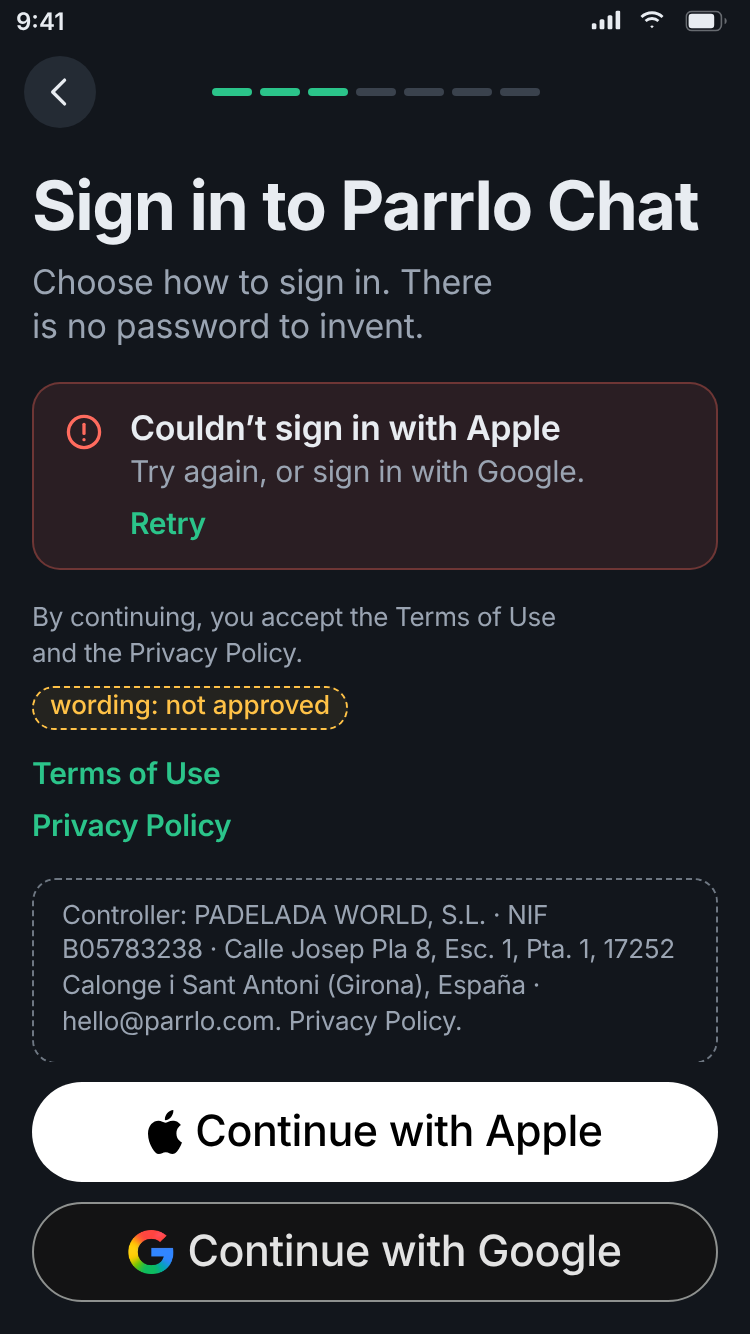 9:41
Sign in to Parrlo Chat
Choose how to sign in. There
is no password to invent.
Couldn’t sign in with Apple
Try again, or sign in with Google.
Retry
By continuing, you accept the Terms of Use
and the Privacy Policy.
wording: not approved
Terms of Use
Privacy Policy
Controller: PADELADA WORLD, S.L. · NIF
B05783238 · Calle Josep Pla 8, Esc. 1, Pta. 1, 17252
Calonge i Sant Antoni (Girona), España ·
hello@parrlo.com. Privacy Policy.
Continue with Apple
Continue with Google